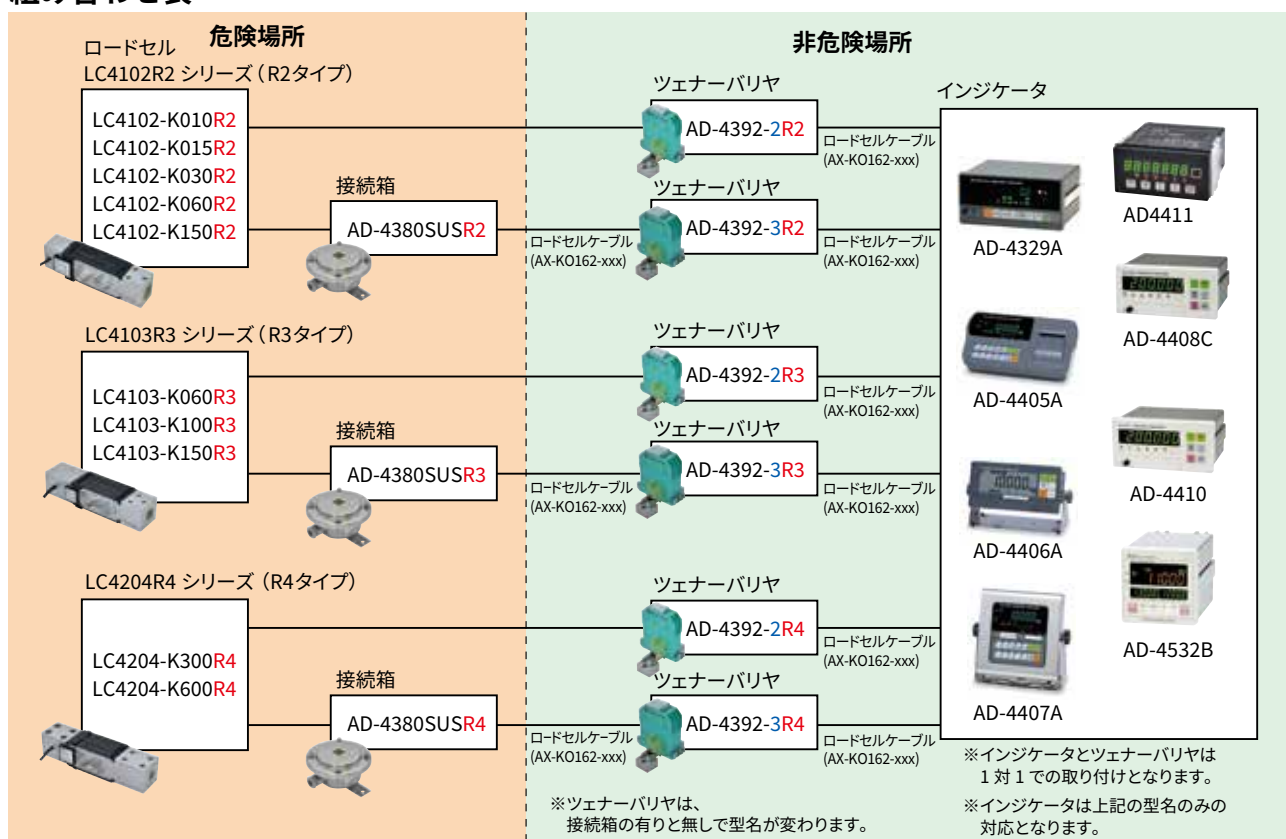 危険場所
非危険場所
ロードセル
LC4102R2 シリーズ（R2タイプ）
LC4102-K010R2
LC4102-K015R2
LC4102-K030R2
LC4102-K060R2
LC4102-K150R2
接続箱
AD-4380SUSR2
ロードセルケーブル
(AX-KO162-xxx)
ツェナーバリヤ
AD-4392-2R2
ロードセルケーブル
(AX-KO162-xxx)
ツェナーバリヤ
AD-4392-3R2
ロードセルケーブル
(AX-KO162-xxx)
LC4103R3 シリーズ（R3タイプ）
LC4103-K060R3
LC4103-K100R3
LC4103-K150R3
接続箱
AD-4380SUSR3
ロードセルケーブル
(AX-KO162-xxx)
ツェナーバリヤ
AD-4392-2R3
ロードセルケーブル
(AX-KO162-xxx)
ツェナーバリヤ
AD-4392-3R3
ロードセルケーブル
(AX-KO162-xxx)
LC4204R4 シリーズ（R4タイプ）
LC4204-K300R4
LC4204-K600R4
接続箱
AD-4380SUSR4
ロードセルケーブル
(AX-KO162-xxx)
ツェナーバリヤ
AD-4392-2R4
ロードセルケーブル
(AX-KO162-xxx)
ツェナーバリヤ
AD-4392-3R4
ロードセルケーブル
(AX-KO162-xxx)
※ツェナーバリヤは、
接続箱の有りと無しで型名が変わります。
インジケータ
AD4411
AD-4329A
AD-4408C
AD-4405A
AD-4410
AD-4406A
AD-4532B
AD-4407A
※インジケータとツェナーバリヤは
1 対 1 での取り付けとなります。
※インジケータは上記の型名のみの
対応となります。